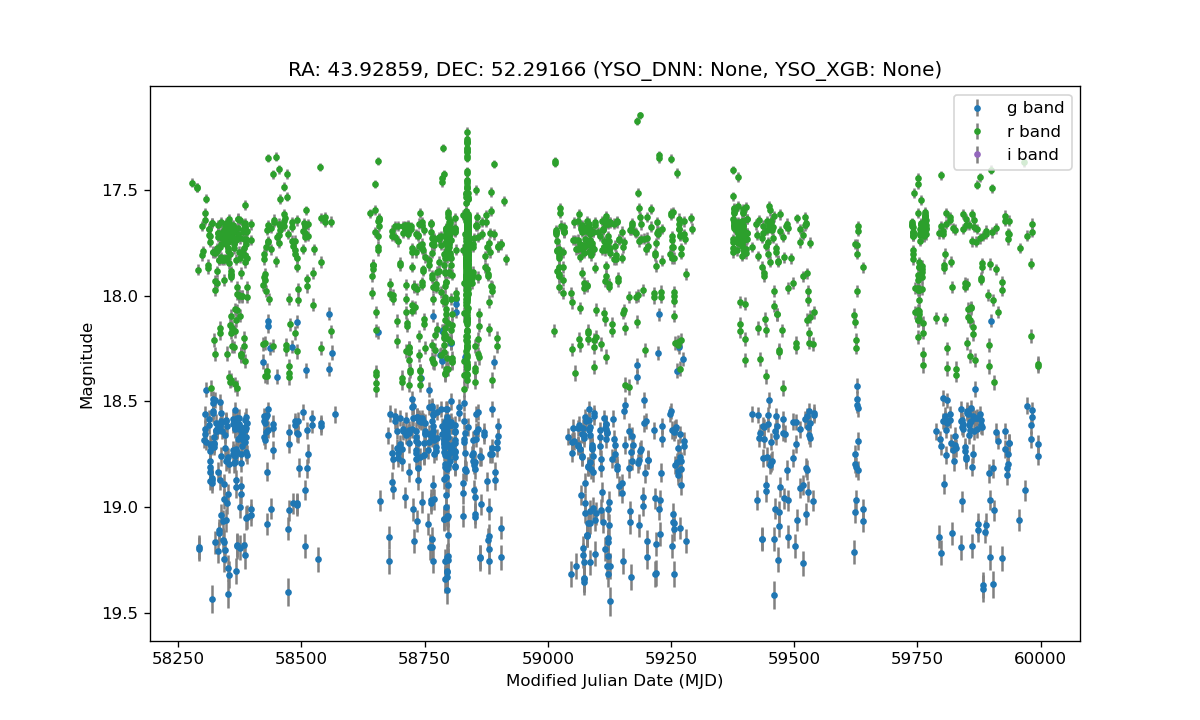 RA: 43.92859, DEC: 52.29166 (YSO_DNN: None, YSO_XGB: None)
g band
r band
i band
17.5
18.0
18.5
19.0
19.5
Magnitude
58250 58500 58750 59000 59250 59500 59750 60000
Modified Julian Date (MJD)